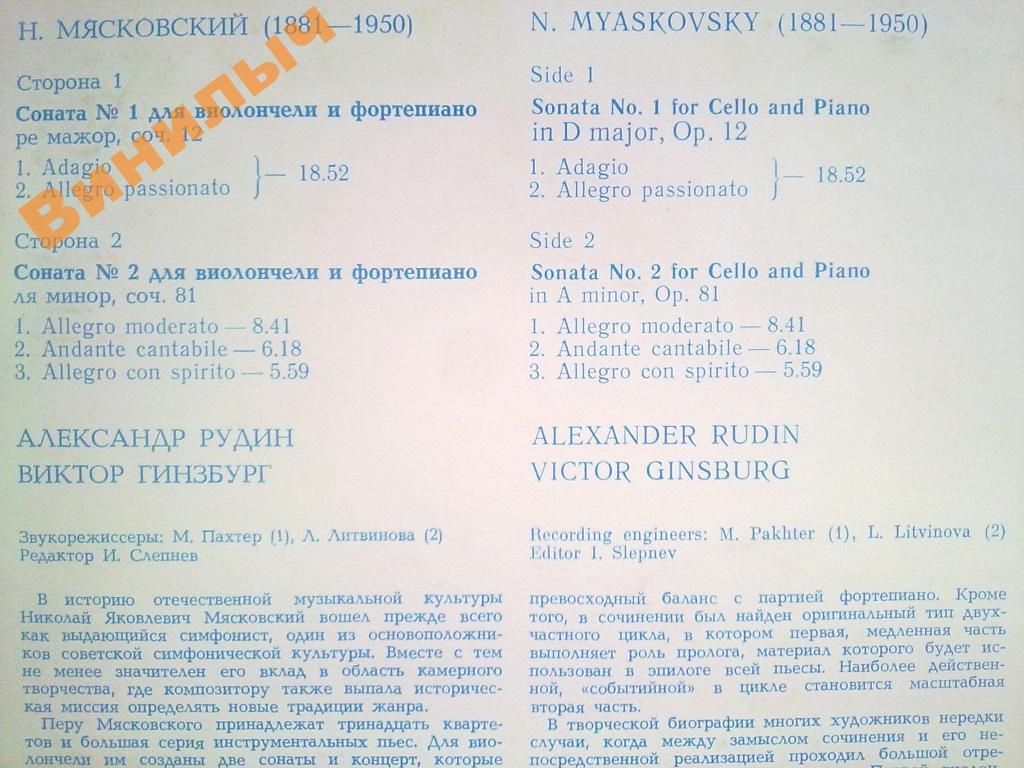 Н. МЯСКОВСКИЙ (1881—1950)
Сторона 1
Соната № 1 для виолончели и фортепиано
ре мажор, соч. 12
1. Adagio
2. Allegro passionato } — 18.52
Сторона 2
Соната № 2 для виолончели и фортепиано
ля минор, соч. 81
1. Allegro moderato — 8.41
2. Andante cantabile — 6.18
3. Allegro con spirito — 5.59
АЛЕКСАНДР РУДИН
ВИКТОР ГИНЗБУРГ
Звукорежиссеры: М. Пахтер (1), Л. Литвинова (2)
Редактор И. Слепнев
В историю отечественной музыкальной культуры
Николай Яковлевич Мясковский вошел прежде всего
как выдающийся симфонист, один из основоположни-
ков советской симфонической культуры. Вместе с тем
не менее значителен его вклад в область камерного
творчества, где композитору также выпала историчес-
кая миссия определять новые традиции жанра.
Перу Мясковского принадлежат тринадцать кварте-
тов и большая серия инструментальных пьес. Для вио-
лончели им созданы две сонаты и концерт, которые
N. MYASKOVSKY (1881—1950)
Side 1
Sonata No. 1 for Cello and Piano
in D major, Op. 12
1. Adagio
2. Allegro passionato } — 18.52
Side 2
Sonata No. 2 for Cello and Piano
in A minor, Op. 81
1. Allegro moderato — 8.41
2. Andante cantabile — 6.18
3. Allegro con spirito — 5.59
ALEXANDER RUDIN
VICTOR GINSBURG
Recording engineers: M. Pakhter (1), L. Litvinova (2)
Editor I. Slepnev
превосходный баланс с партией фортепиано. Кроме
того, в сочинении был найден оригинальный тип двух-
частного цикла, в котором первая, медленная часть
выполняет роль пролога, материал которого будет ис-
пользован в эпилоге всей пьесы. Наиболее действен-
ной, «событийной» в цикле становится масштабная
вторая часть.
В творческой биографии многих художников нередки
случаи, когда между замыслом сочинения и его не-
посредственной реализацией проходил большой отре-
Винилыч